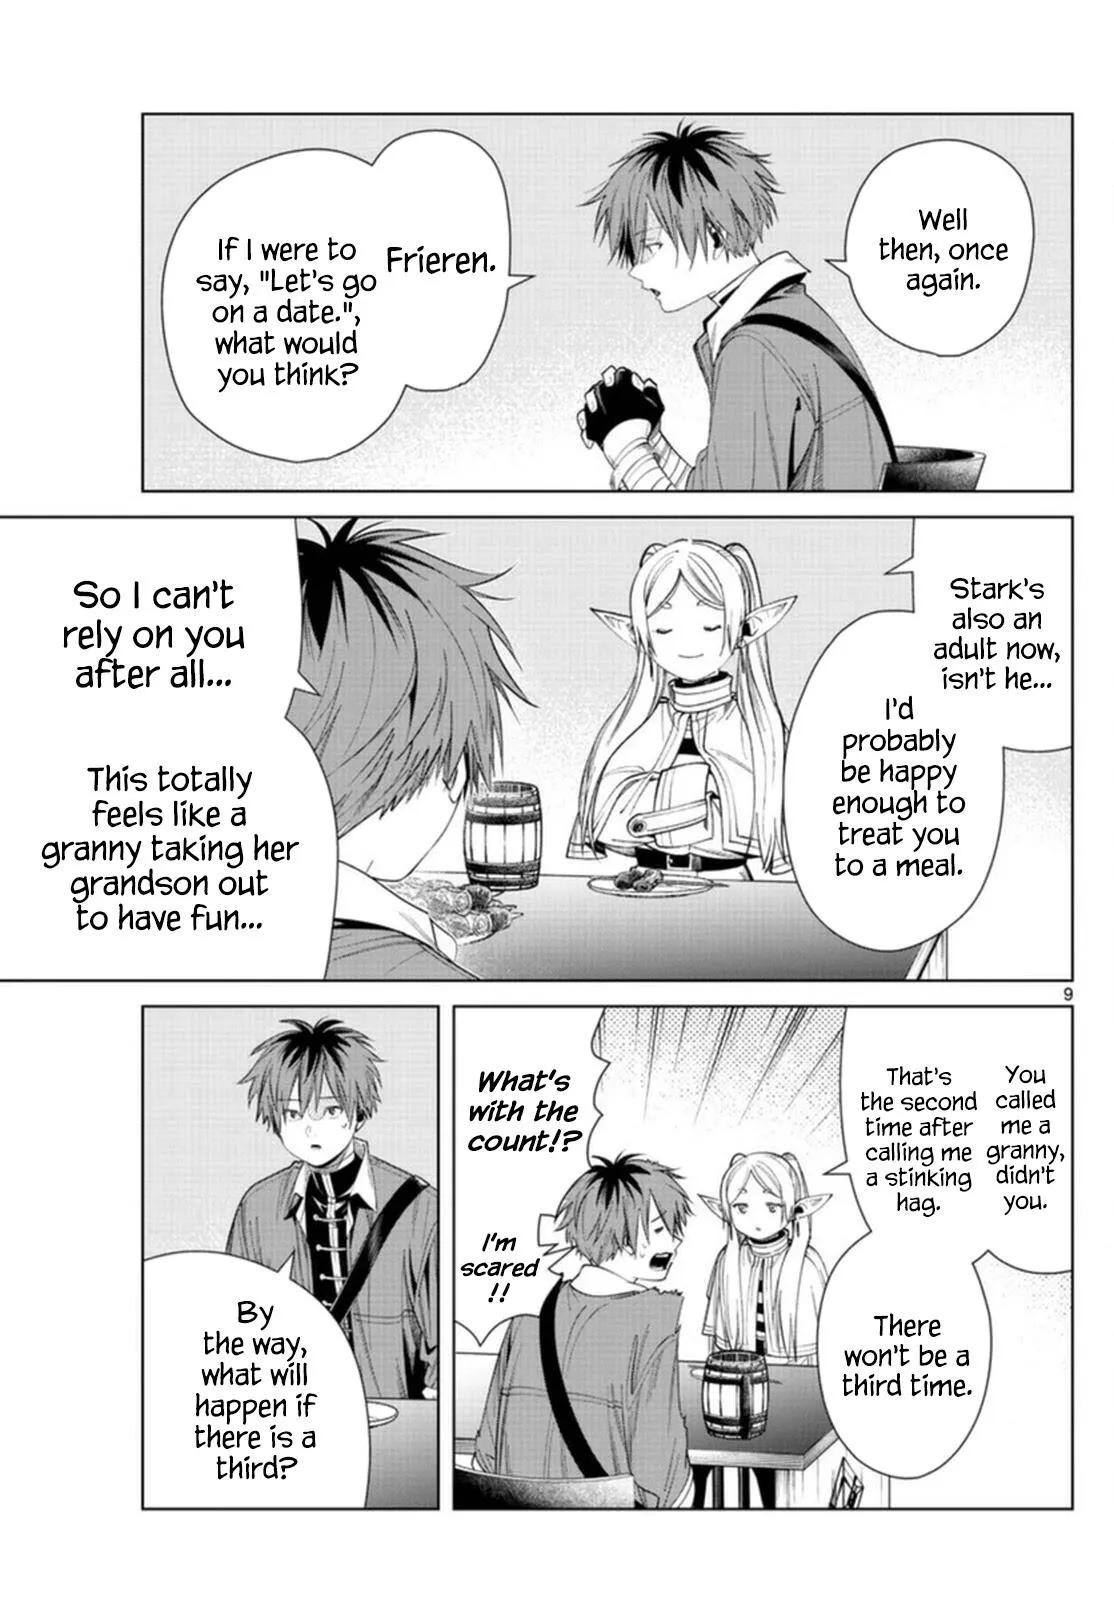 Well
then, once
again.
Frieren.
If I were to
say, "Let's go
on a date.",
what would
you think?
Stark's
also an
adult now,
isn't he...
I'd
probably
be happy
enough to
treat you
to a meal.
So I can't
rely on you
after all...
This totally
feels like a
granny taking her
grandson out
to have fun...
9
You
called
me a
granny,
didn't
you.
That's
the second
time after
calling me
a stinking
hag.
There
won't be a
third time.
What's
with the
count!?
I'm
scared
!!
By
the way,
what will
happen if
there is a
third?